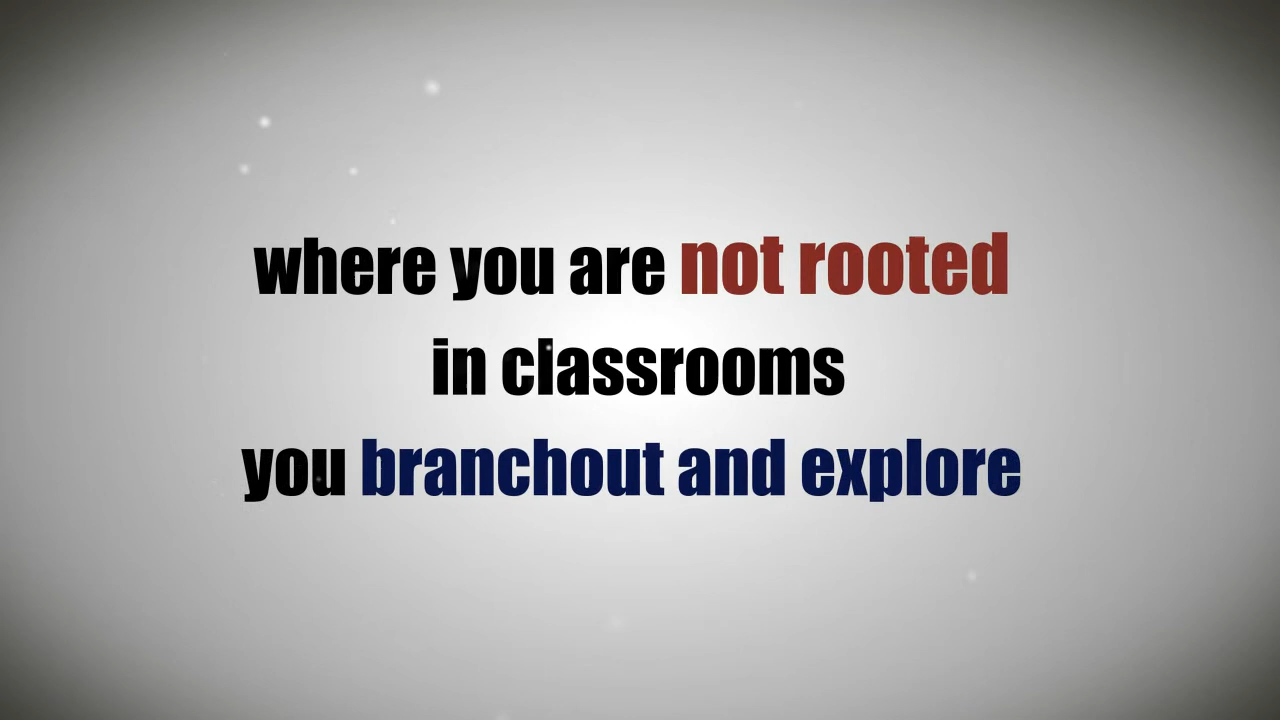 where you are not rooted
in classrooms
you branchout and explore